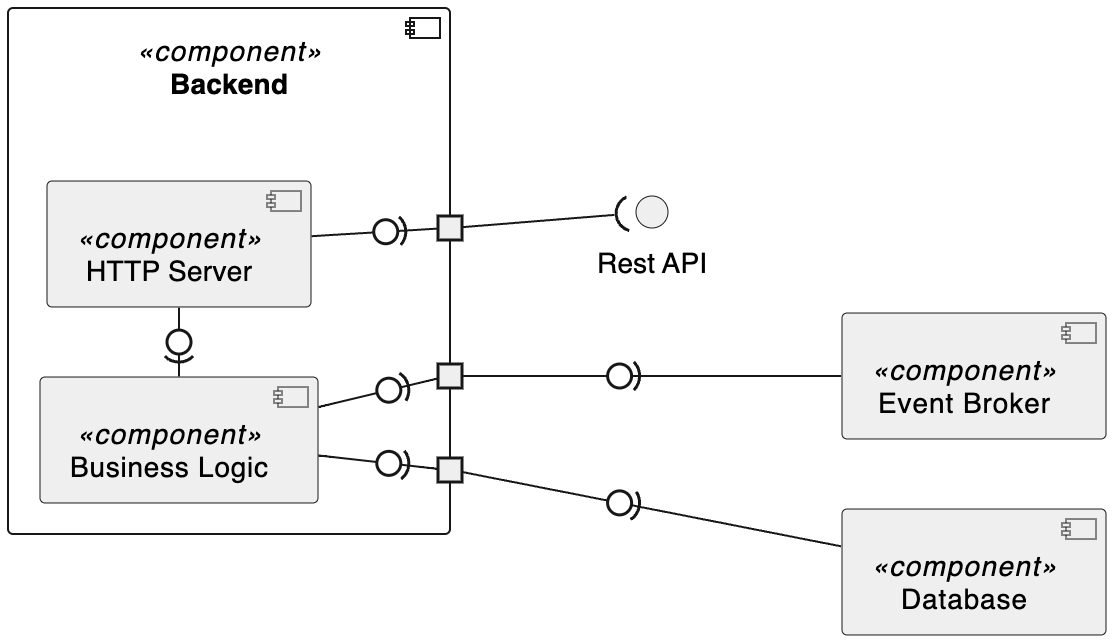 «component»
Backend
«component»
HTTP Server
Rest API
«component»
Event Broker
«component»
Business Logic
«component»
Database